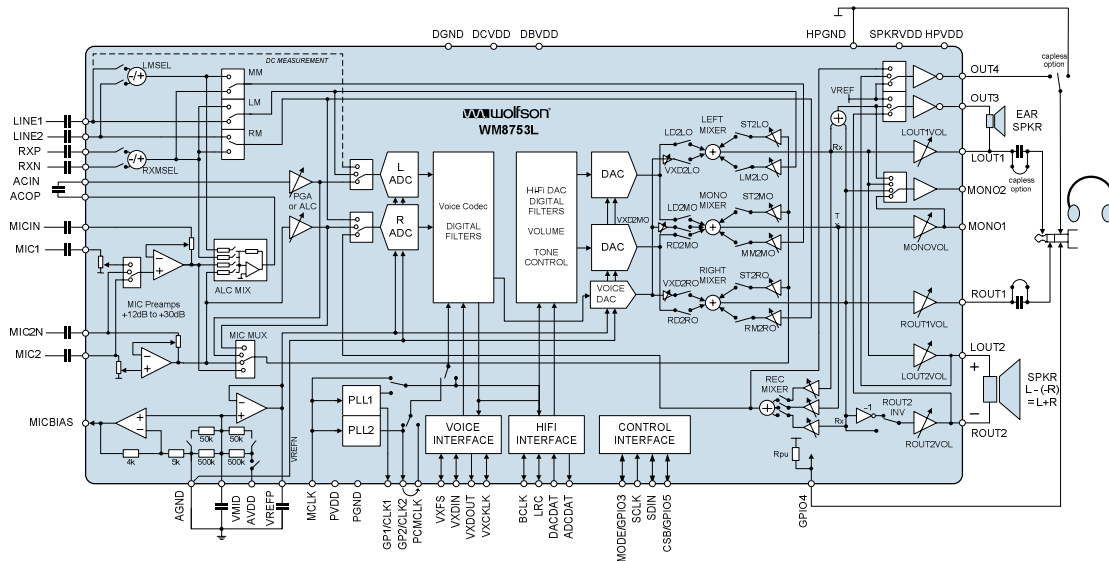 DGND
DCVDD
DBVDD
HPGND
SPKRVDD
HPVDD
capless
option
DC MEASUREMENT
LMSEL
-/+
MM
LM
RM
LINE1
LINE2
RXP
RXN
-/+
RXMSEL
ACIN
ACOP
MICIN
MIC1
MIC Preamps
+12dB to +30dB
ALC MIX
MIC2N
MIC2
MIC MUX
MICBIAS
50k
50k
500k
500k
4k
5k
VREFN
PGA
or ALC
L
ADC
R
ADC
wolfson
WM8753L
Voice Codec
DIGITAL
FILTERS
HiFi DAC
DIGITAL
FILTERS
VOLUME
TONE
CONTROL
DAC
DAC
VOICE
DAC
LEFT
MIXER
LD2LO
ST2LO
VXD2LO
LM2LO
MONO
MIXER
LD2MO
ST2MO
VXD2MO
RD2MO
MM2MO
RIGHT
MIXER
VXD2RO
ST2RO
RD2RO
RM2RO
VREF
Rx
Tx
OUT4
OUT3
EAR
SPKR
LOUT1VOL
LOUT1
capless
option
MONO2
MONO1
MONOVOL
ROUT1
ROUT1VOL
LOUT2
LOUT2VOL
SPKR
L - (-R)
= L+R
REC
MIXER
Rx
-1
ROUT2
INV
ROUT2VOL
ROUT2
Rpu
PLL1
PLL2
VOICE
INTERFACE
HIFI
INTERFACE
CONTROL
INTERFACE
AGND
VMID
AVDD
VREFP
MCLK
PVDD
PGND
GP1/CLK1
GP2/CLK2
PCMCLK
VXFS
VXDIN
VXDOUT
VXCKLK
BCLK
LRC
DACDAT
ADCDAT
MODE/GPIO3
SCLK
SDIN
CSB/GPIO5
GPIO4